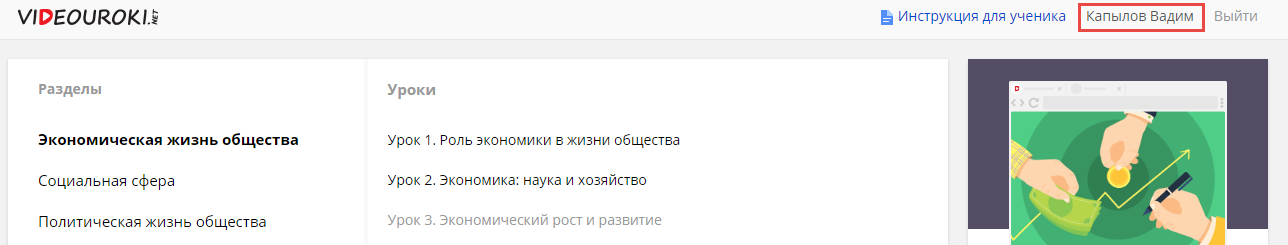 VIDEOUROKI.NET
Инструкция для ученика
Капылов Вадим
Выйти
Разделы
Экономическая жизнь общества
Социальная сфера
Политическая жизнь общества
Уроки
Урок 1. Роль экономики в жизни общества
Урок 2. Экономика: наука и хозяйство
Урок 3. Экономический рост и развитие